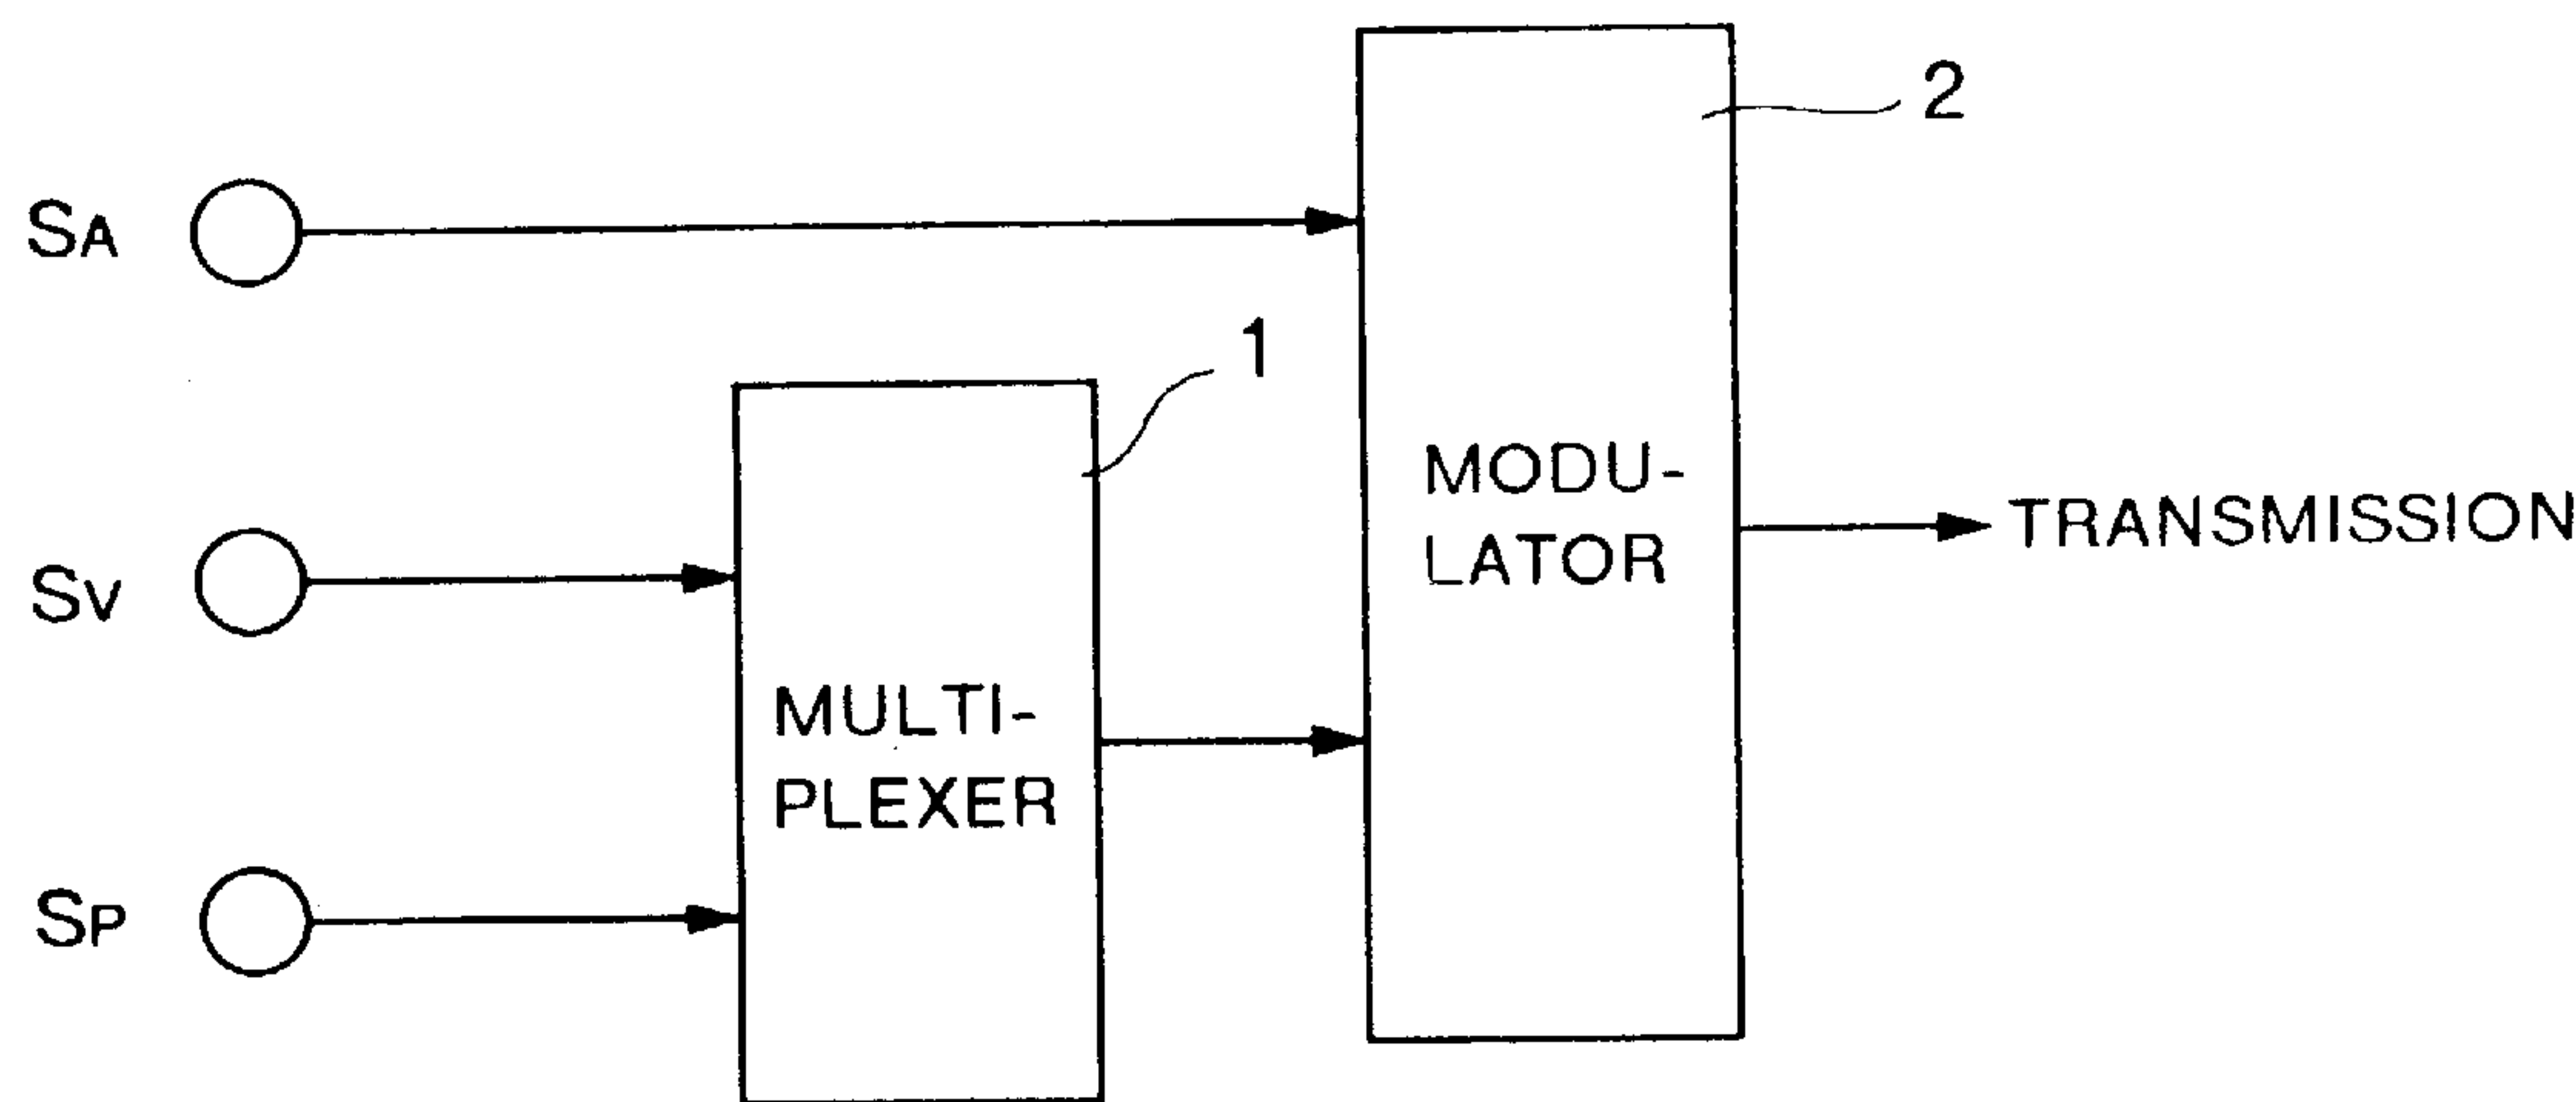 2
SA
1
SV
MODU-
LATOR
TRANSMISSION
MULTI-
PLEXER
SP